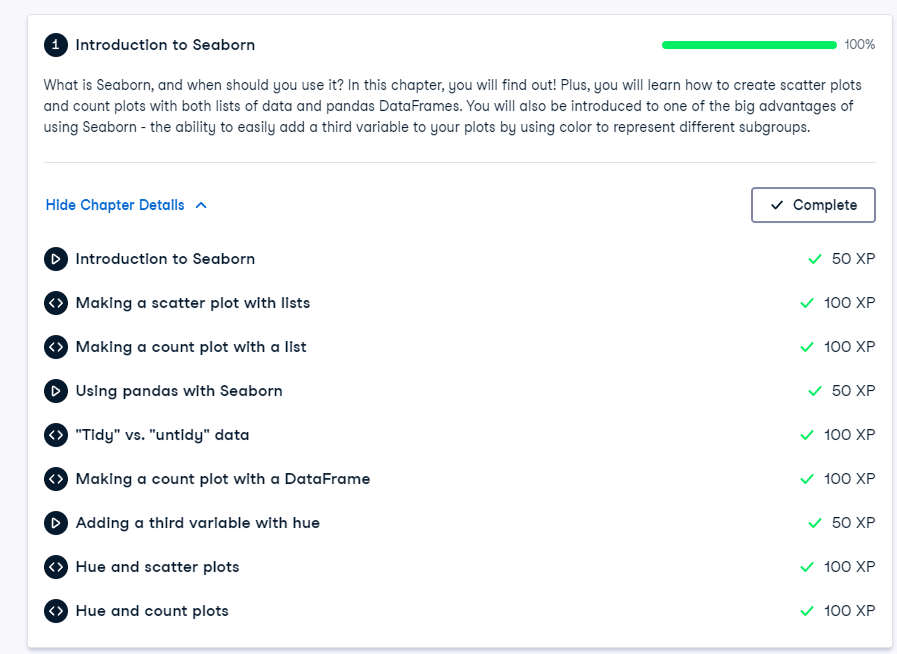 1 Introduction to Seaborn 100%
What is Seaborn, and when should you use it? In this chapter, you will find out! Plus, you will learn how to create scatter plots
and count plots with both lists of data and pandas DataFrames. You will also be introduced to one of the big advantages of
using Seaborn - the ability to easily add a third variable to your plots by using color to represent different subgroups.
Hide Chapter Details Complete
Introduction to Seaborn 50 XP
Making a scatter plot with lists 100 XP
Making a count plot with a list 100 XP
Using pandas with Seaborn 50 XP
"Tidy" vs. "untidy" data 100 XP
Making a count plot with a DataFrame 100 XP
Adding a third variable with hue 50 XP
Hue and scatter plots 100 XP
Hue and count plots 100 XP